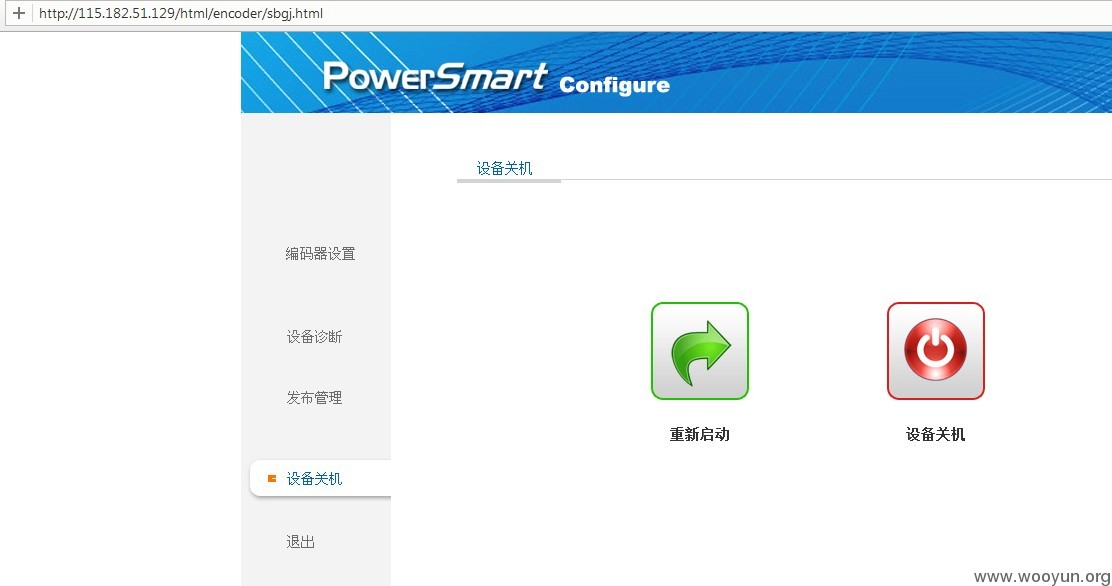 http://115.182.51.129/html/encoder/sbgj.html
PowerSmart Configure
设备关机
编码器设置
设备诊断
发布管理
设备关机
退出
重新启动
设备关机
www.wooyun.org